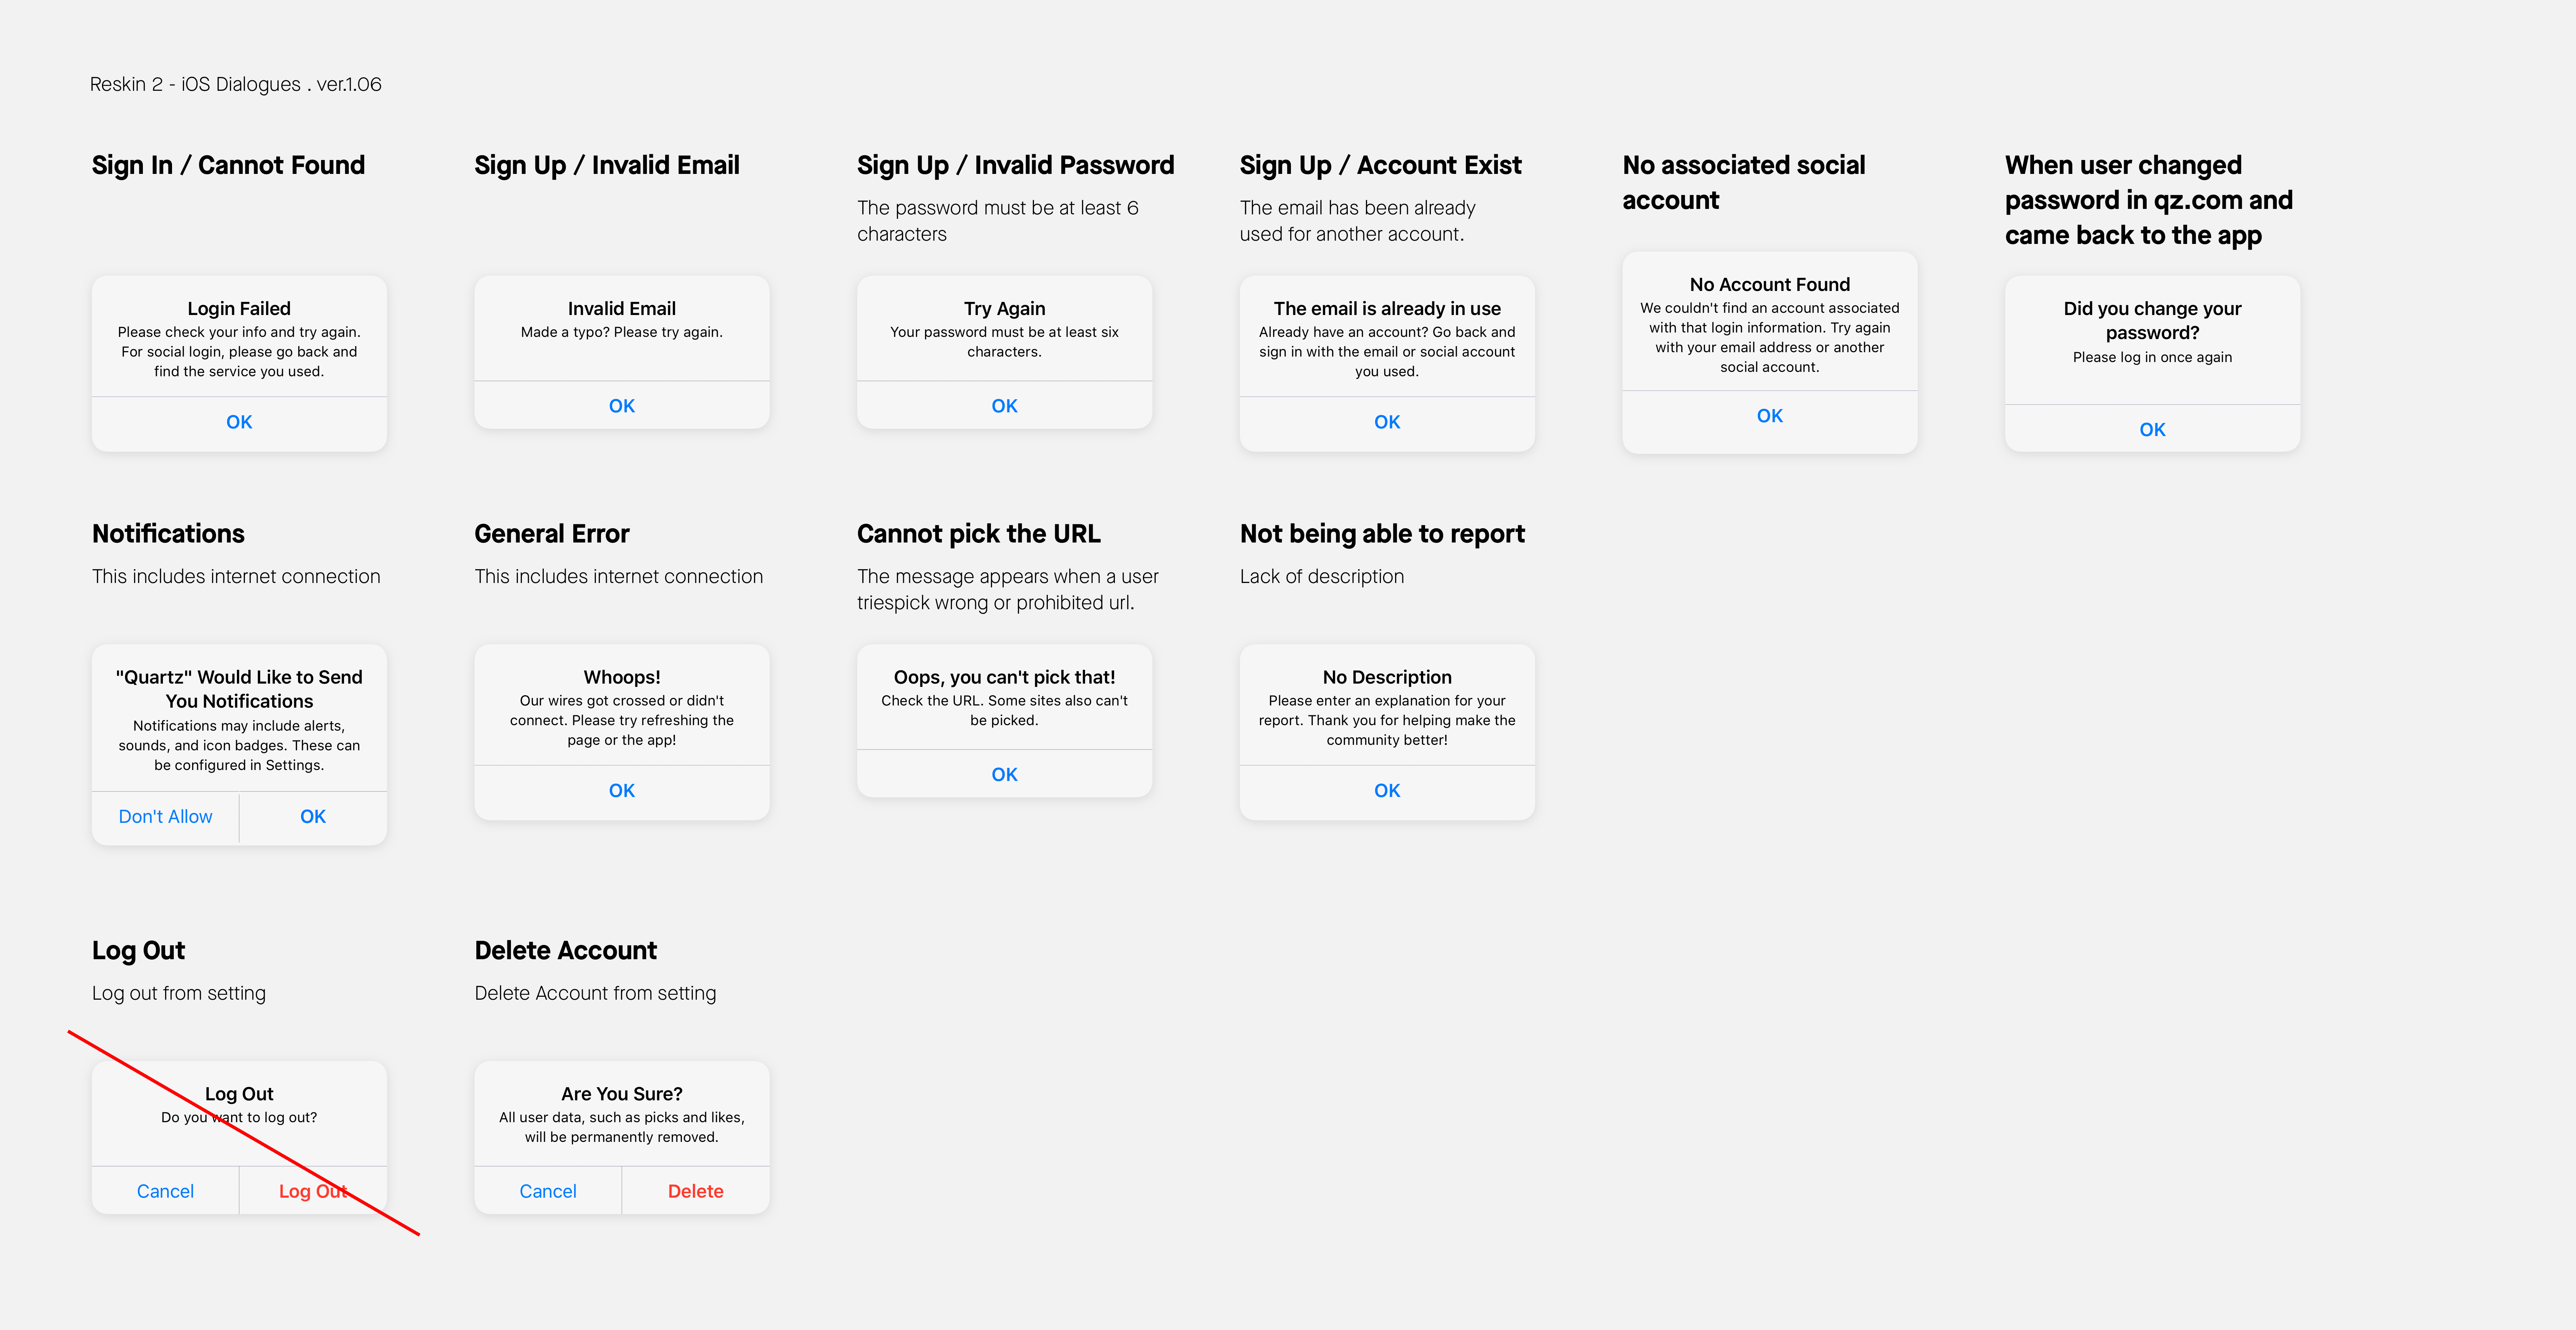 Reskin 2 - iOS Dialogues . ver.1.06
Sign In / Cannot Found
Login Failed
Please check your info and try again.
For social login, please go back and
find the service you used.
OK
Sign Up / Invalid Email
Invalid Email
Made a typo? Please try again.
OK
Sign Up / Invalid Password
The password must be at least 6
characters
Try Again
Your password must be at least six
characters.
OK
Sign Up / Account Exist
The email has been already
used for another account.
The email is already in use
Already have an account? Go back and
sign in with the email or social account
you used.
OK
No associated social
account
No Account Found
We couldn't find an account associated
with that login information. Try again
with your email address or another
social account.
OK
When user changed
password in qz.com and
came back to the app
Did you change your
password?
Please log in once again
OK
Notifications
This includes internet connection
"Quartz" Would Like to Send
You Notifications
Notifications may include alerts,
sounds, and icon badges. These can
be configured in Settings.
Don't Allow
OK
General Error
This includes internet connection
Whoops!
Our wires got crossed or didn't
connect. Please try refreshing the
page or the app!
OK
Cannot pick the URL
The message appears when a user
triespick wrong or prohibited url.
Oops, you can't pick that!
Check the URL. Some sites also can't
be picked.
OK
Not being able to report
Lack of description
No Description
Please enter an explanation for your
report. Thank you for helping make the
community better!
OK
Log Out
Log out from setting
Log Out
Do you want to log out?
Cancel
Log Out
Delete Account
Delete Account from setting
Are You Sure?
All user data, such as picks and likes,
will be permanently removed.
Cancel
Delete